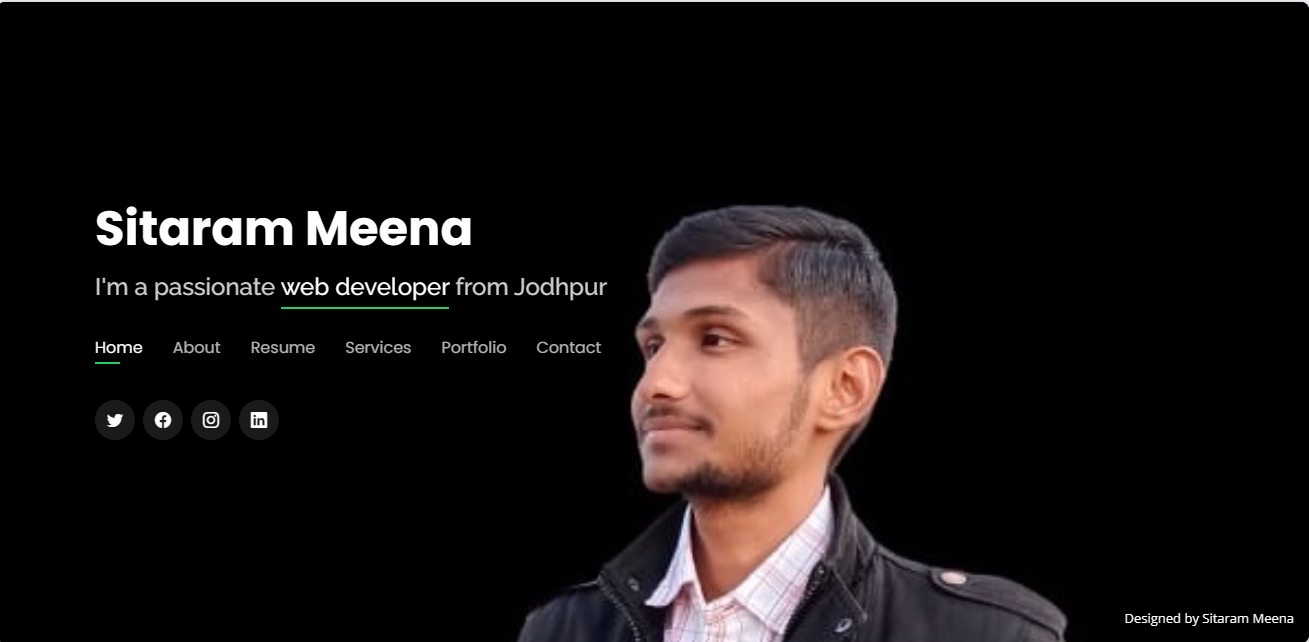 Sitaram Meena
I'm a passionate web developer from Jodhpur
Home About Resume Services Portfolio Contact
Designed by Sitaram Meena